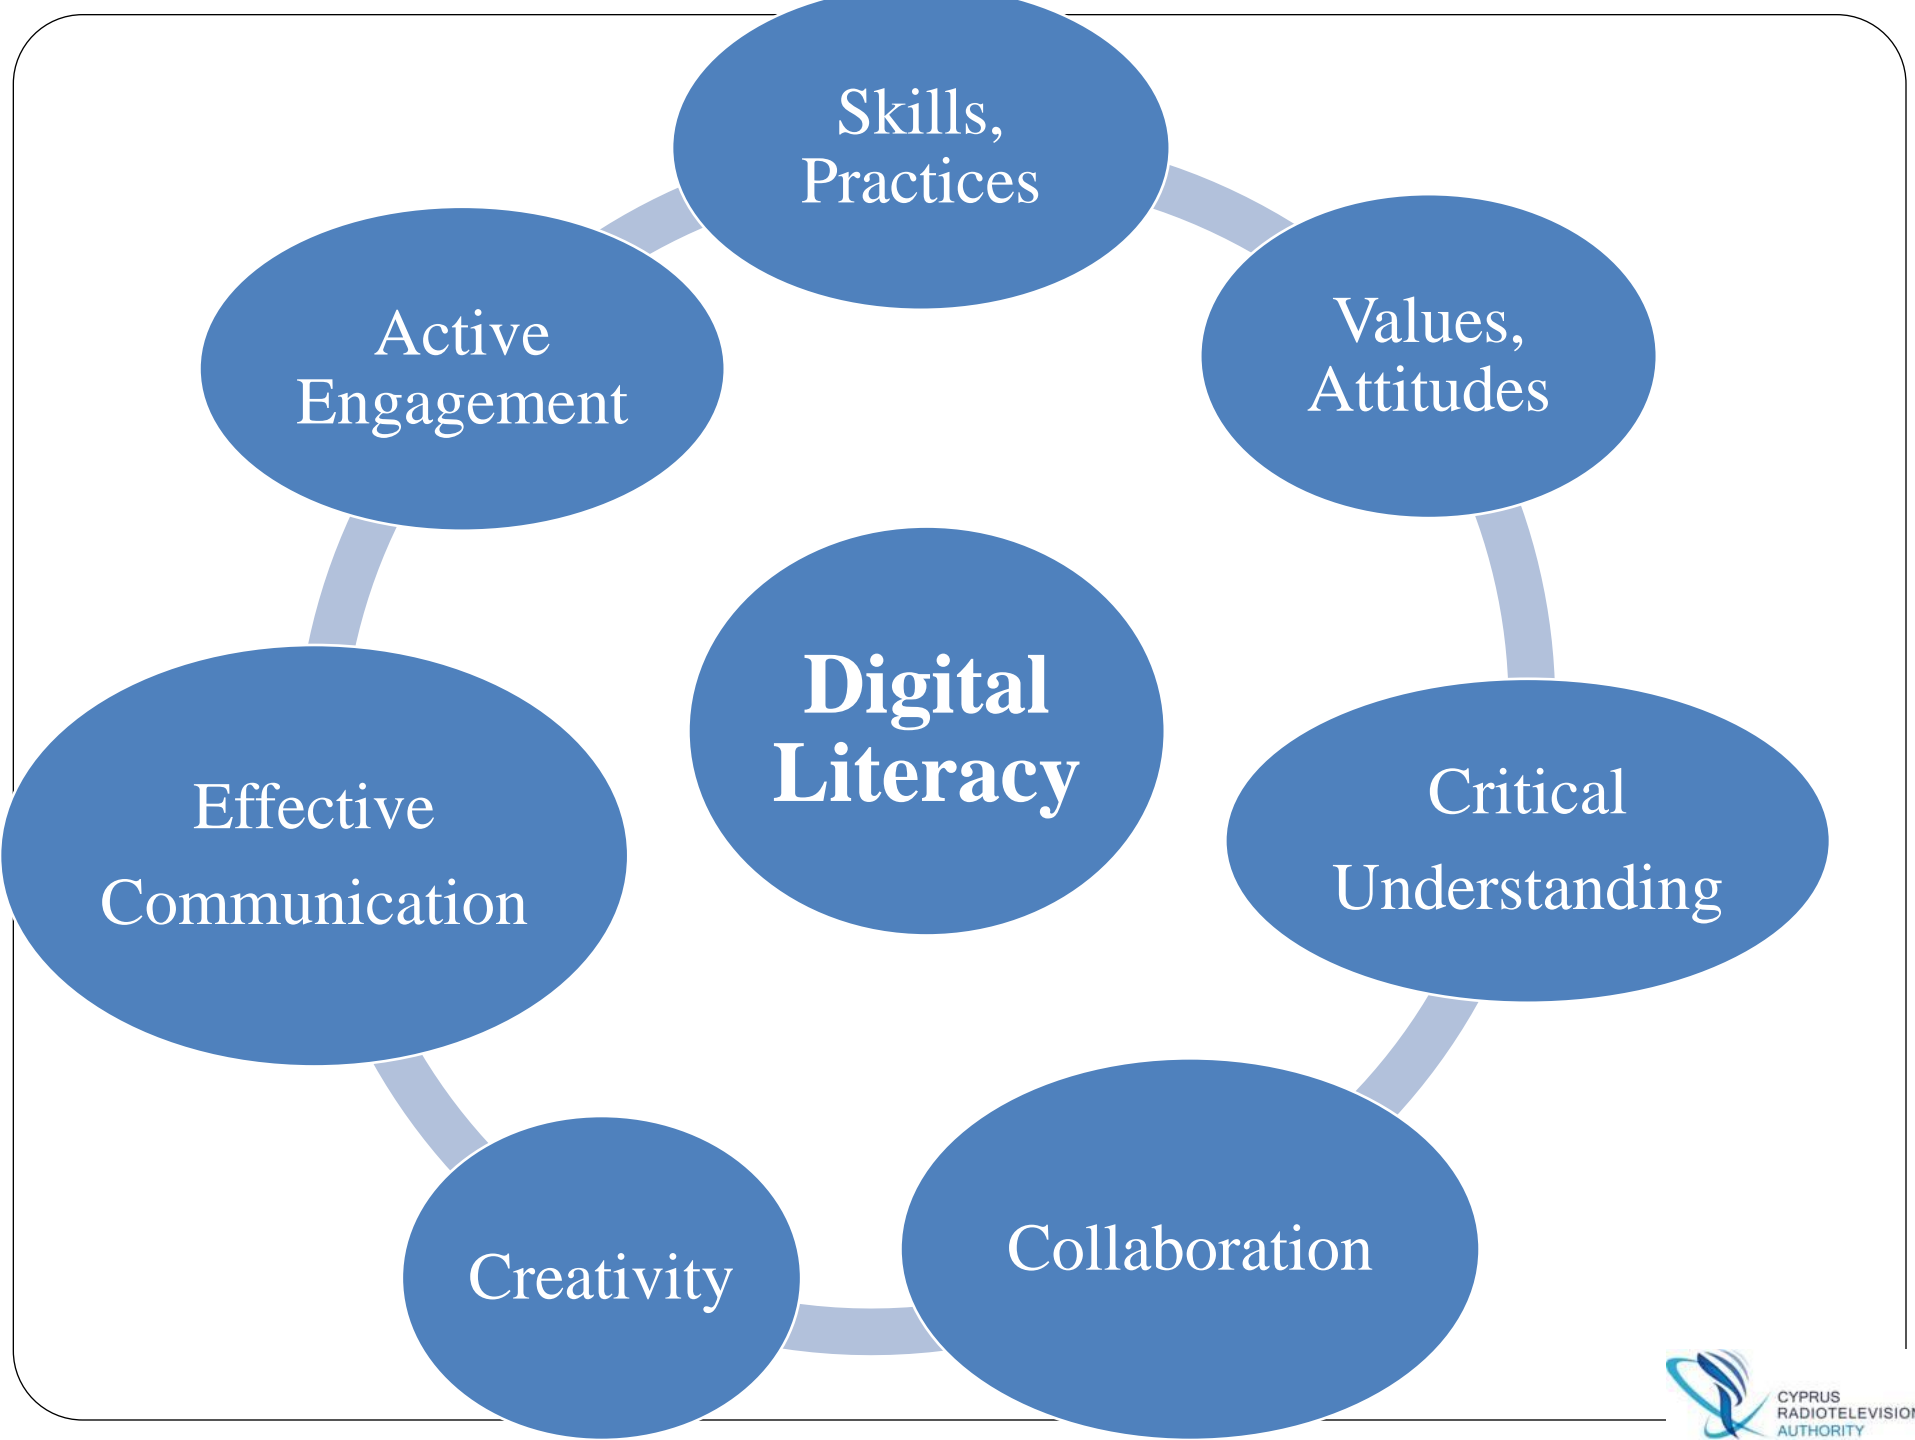 Skills,
Practices
Values,
Attitudes
Critical
Understanding
Collaboration
Creativity
Effective
Communication
Active
Engagement
Digital
Literacy
CYPRUS
RADIOTELEVISION
AUTHORITY